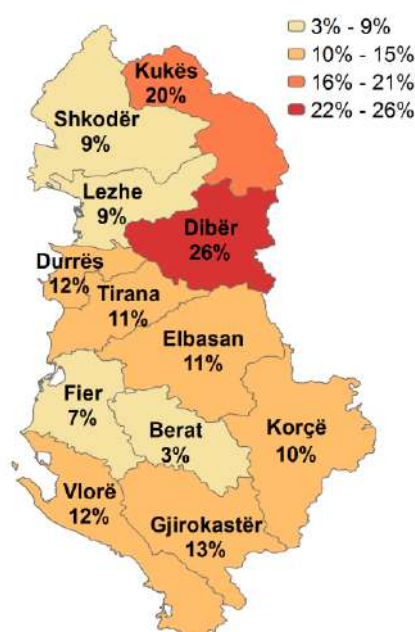 3% - 9%
10% - 15%
16% - 21%
22% - 26%
Kukës
20%
Shkodër
9%
Lezhe
9%
Dibër
26%
Durrës
12%
Tirana
11%
Elbasan
11%
Fier
7%
Berat
3%
Korçë
10%
Vlorë
12%
Gjirokastër
13%